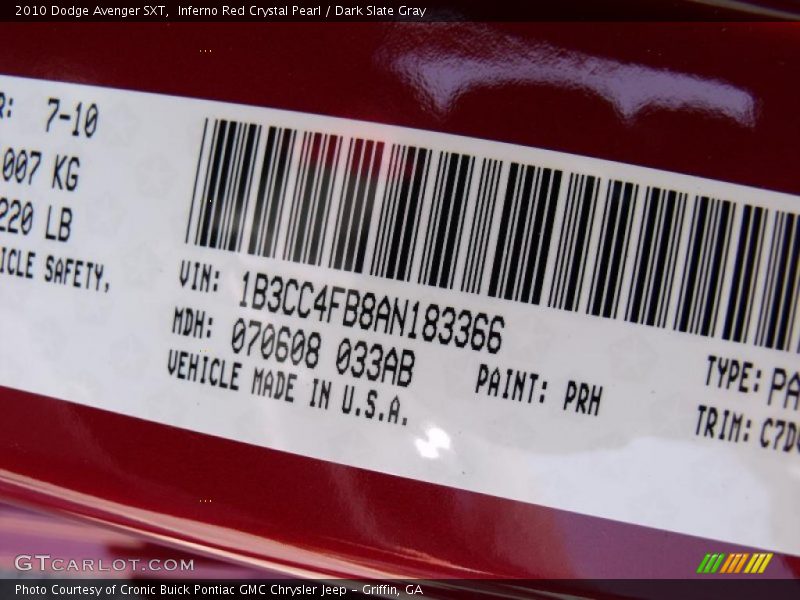 2010 Dodge Avenger SXT,  Inferno Red Crystal Pearl / Dark Slate Gray
R: 7-10
007 KG
220 LB
ICLE SAFETY,
VIN: 1B3CC4FB8AN183366
MDH: 070608 033AB
VEHICLE MADE IN U.S.A.
PAINT: PRH
TYPE: PA
TRIM: C7D
GTCARLOT.COM
Photo Courtesy of Cronic Buick Pontiac GMC Chrysler Jeep - Griffin, GA